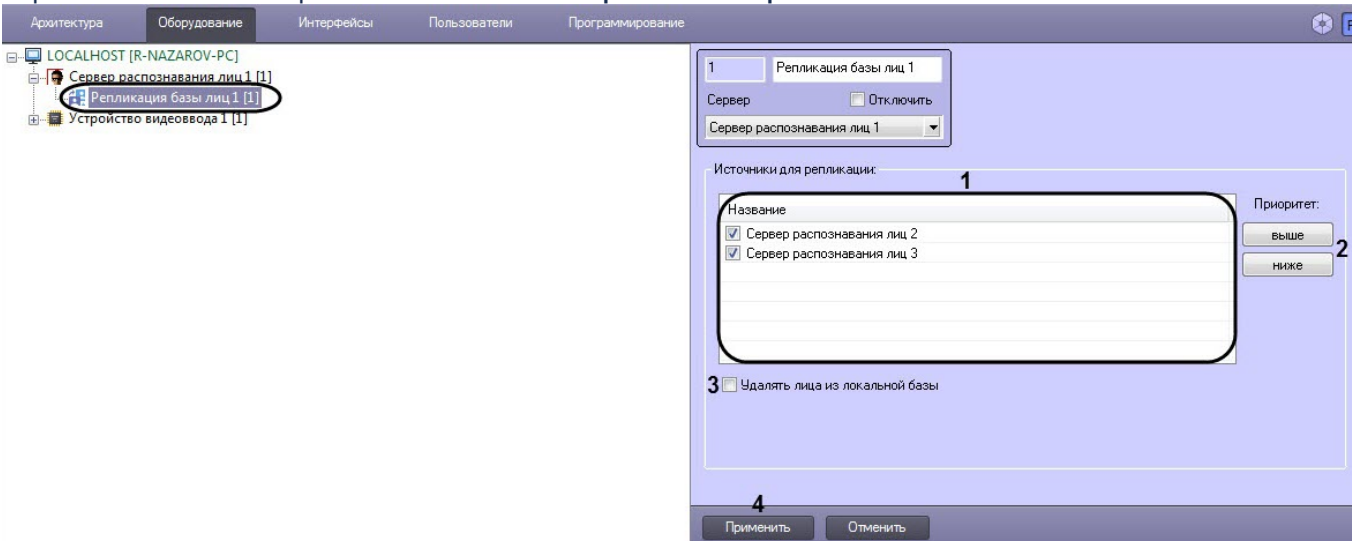 Архитектура Оборудование Интерфейсы Пользователи Программирование
LOCALHOST [R-NAZAROV-PC]
Сервер распознавания лиц 1 [1]
Репликация базы лиц 1 [1]
Устройство видеоввода 1 [1]
1 Репликация базы лиц 1
Сервер Отключить
Сервер распознавания лиц 1
Источники для репликации:
1
Название
Сервер распознавания лиц 2
Сервер распознавания лиц 3
Приоритет:
выше
2
ниже
3 Удалять лица из локальной базы
4
Применить Отменить